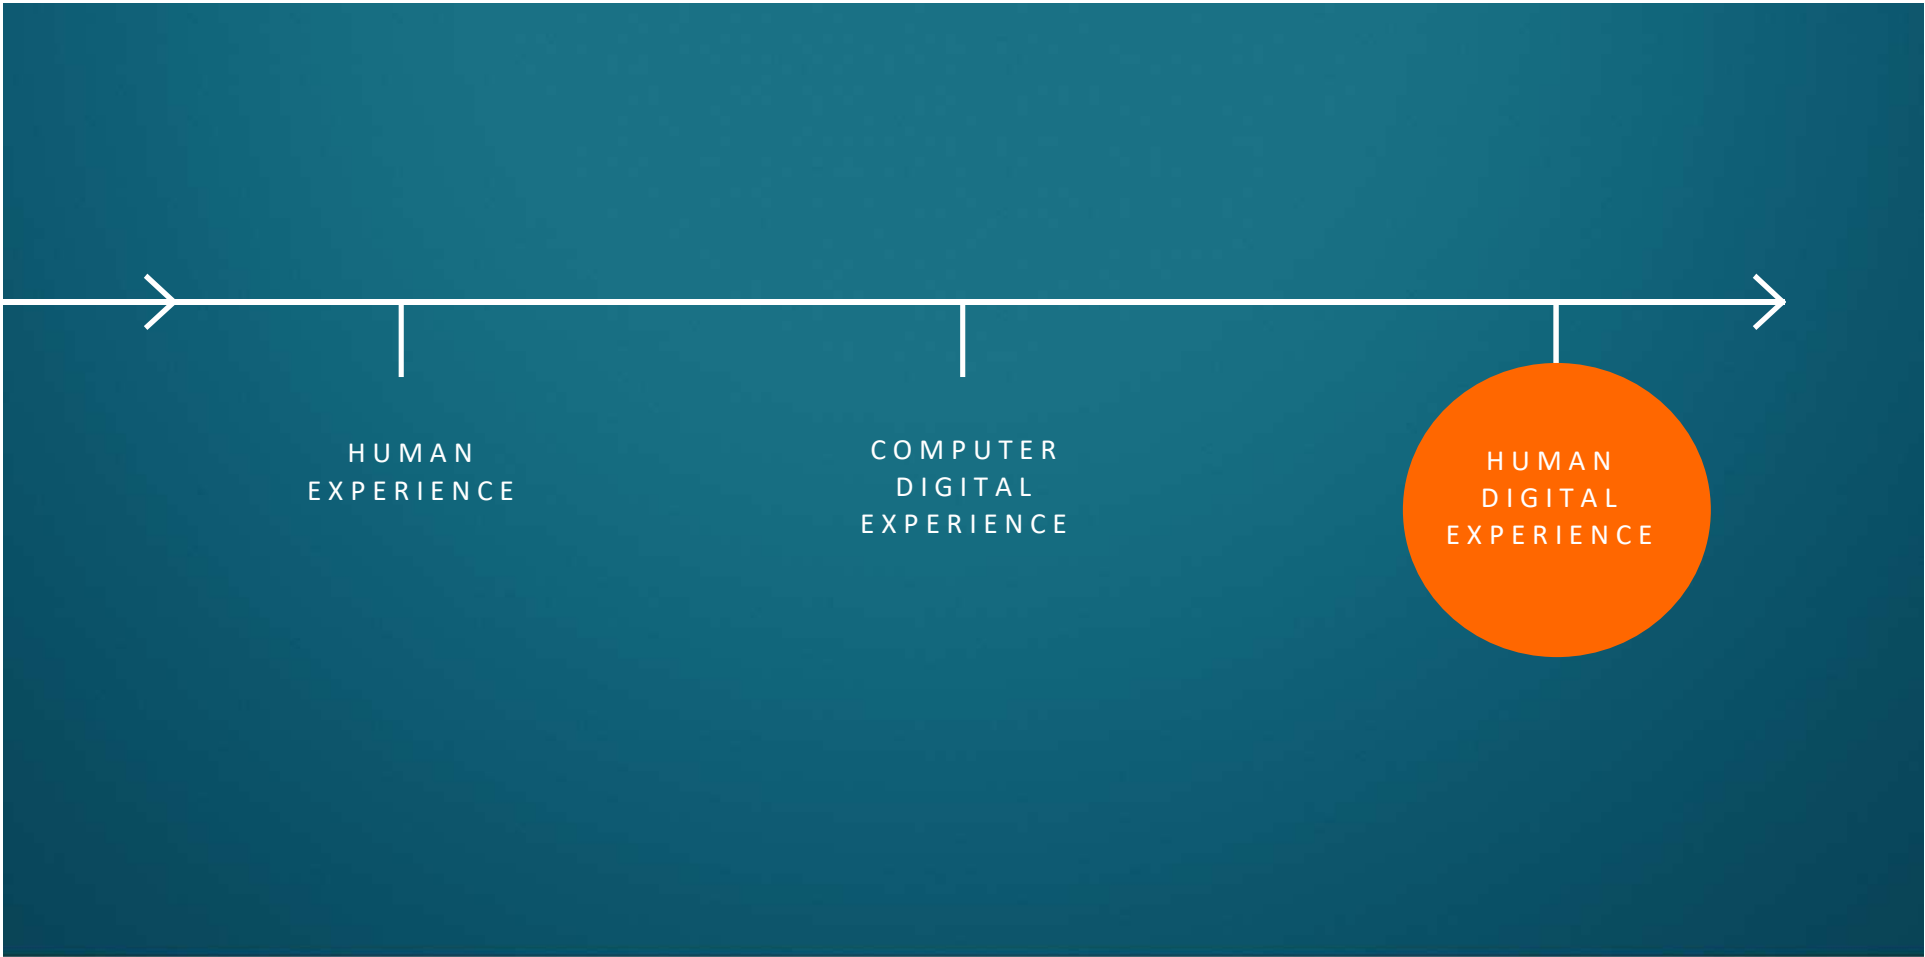 HUMAN
EXPERIENCE
COMPUTER
DIGITAL
EXPERIENCE
HUMAN
DIGITAL
EXPERIENCE